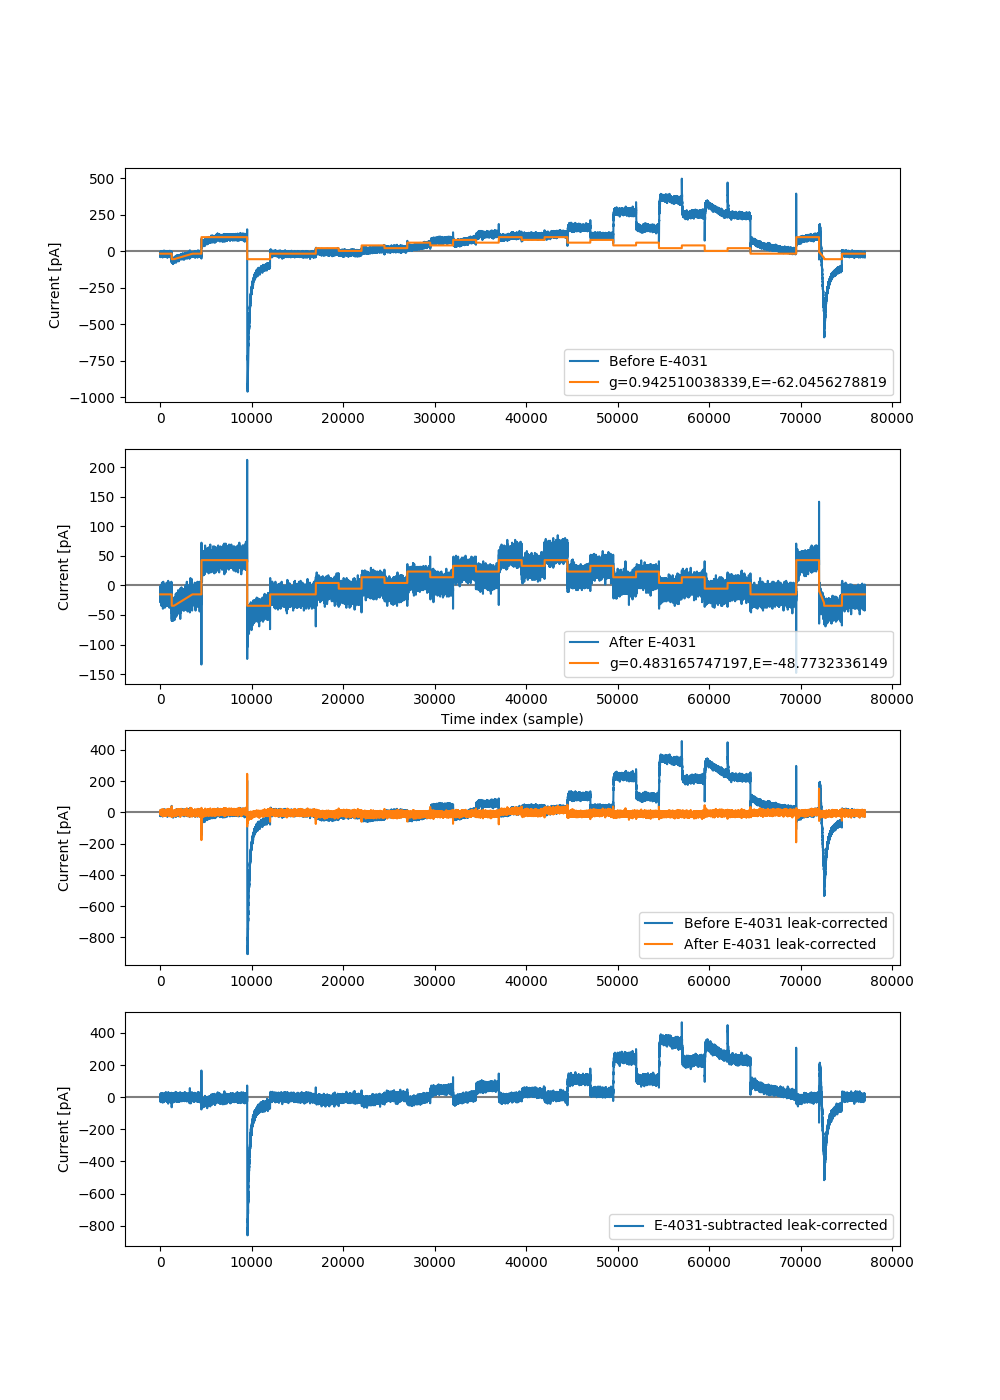 500
250
0
−250
−500
−750
−1000
Current [pA]
Before E-4031
g=0.942510038339,E=-62.0456278819
0 10000 20000 30000 40000 50000 60000 70000 80000
200
150
100
50
0
−50
−100
−150
Current [pA]
After E-4031
g=0.483165747197,E=-48.7732336149
0 10000 20000 30000 40000 50000 60000 70000 80000
Time index (sample)
400
200
0
−200
−400
−600
−800
Current [pA]
Before E-4031 leak-corrected
After E-4031 leak-corrected
0 10000 20000 30000 40000 50000 60000 70000 80000
400
200
0
−200
−400
−600
−800
Current [pA]
E-4031-subtracted leak-corrected
0 10000 20000 30000 40000 50000 60000 70000 80000